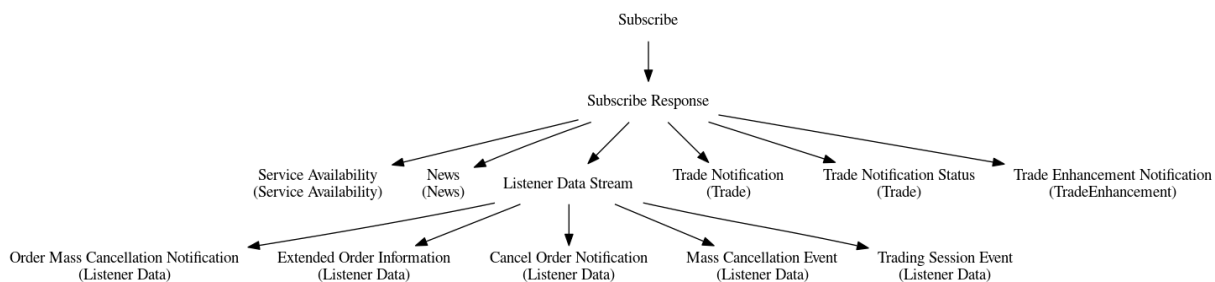 Subscribe
Subscribe Response
Service Availability
(Service Availability)
News
(News)
Listener Data Stream
Trade Notification
(Trade)
Trade Notification Status
(Trade)
Trade Enhancement Notification
(TradeEnhancement)
Order Mass Cancellation Notification
(Listener Data)
Extended Order Information
(Listener Data)
Cancel Order Notification
(Listener Data)
Mass Cancellation Event
(Listener Data)
Trading Session Event
(Listener Data)